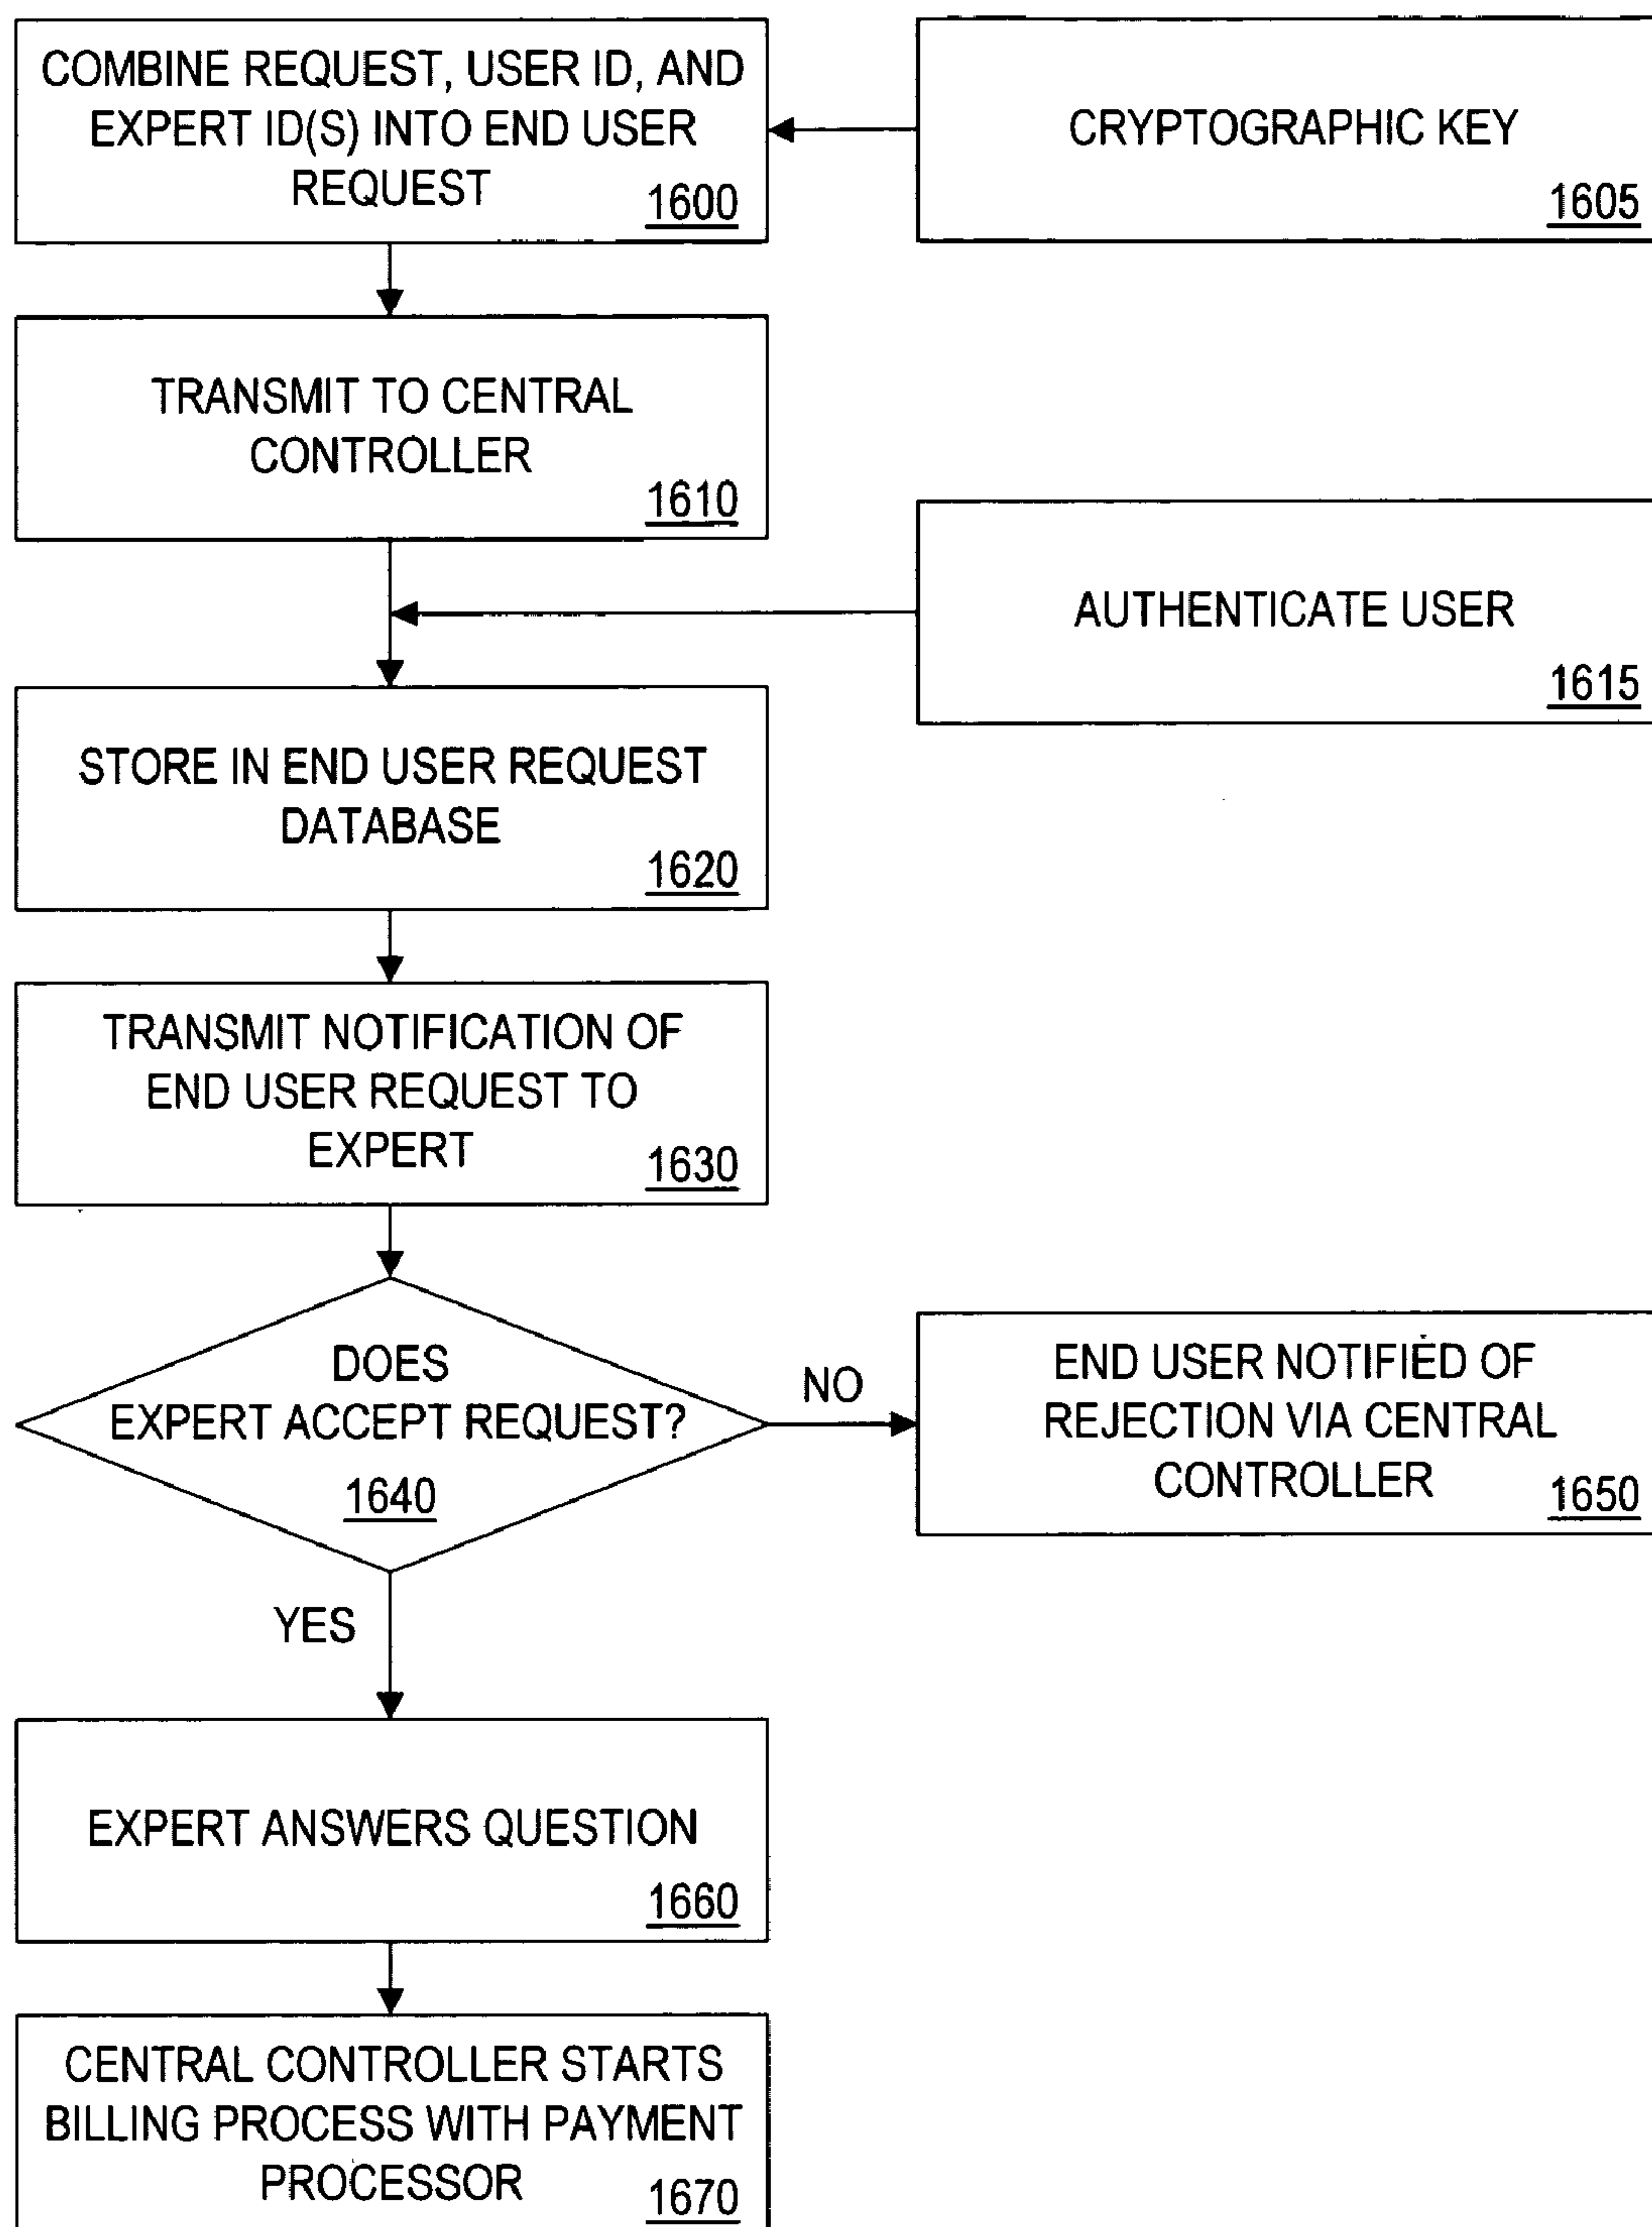 COMBINE REQUEST, USER ID, AND
EXPERT ID(S) INTO END USER
REQUEST
1600
CRYPTOGRAPHIC KEY
1605
TRANSMIT TO CENTRAL
CONTROLLER
1610
AUTHENTICATE USER
1615
STORE IN END USER REQUEST
DATABASE
1620
TRANSMIT NOTIFICATION OF
END USER REQUEST TO
EXPERT
1630
DOES
EXPERT ACCEPT REQUEST?
1640
NO
END USER NOTIFIED OF
REJECTION VIA CENTRAL
CONTROLLER
1650
YES
EXPERT ANSWERS QUESTION
1660
CENTRAL CONTROLLER STARTS
BILLING PROCESS WITH PAYMENT
PROCESSOR
1670